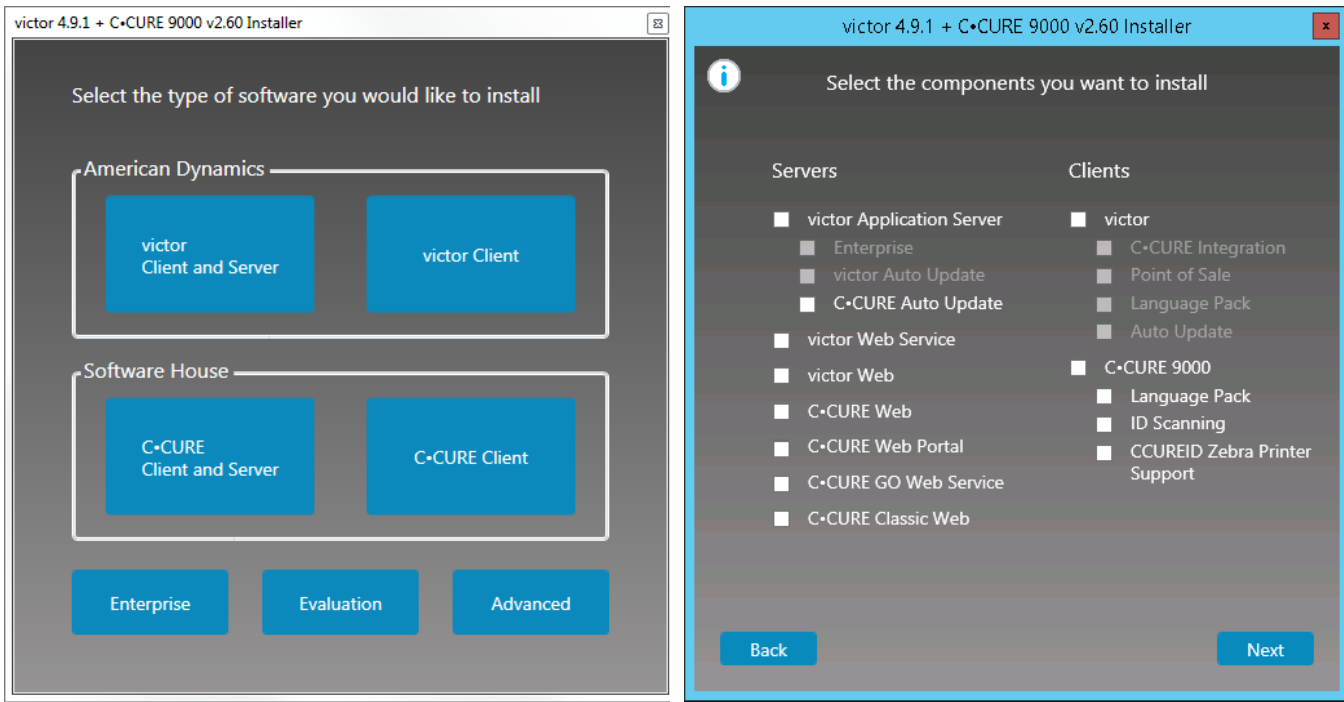 victor 4.9.1 + C•CURE 9000 v2.60 Installer
Select the type of software you would like to install
American Dynamics
victor
Client and Server
victor Client
Software House
C•CURE
Client and Server
C•CURE Client
Enterprise
Evaluation
Advanced
victor 4.9.1 + C•CURE 9000 v2.60 Installer
Select the components you want to install
Servers
victor Application Server
Enterprise
victor Auto Update
C•CURE Auto Update
victor Web Service
victor Web
C•CURE Web
C•CURE Web Portal
C•CURE GO Web Service
C•CURE Classic Web
Clients
victor
C•CURE Integration
Point of Sale
Language Pack
Auto Update
C•CURE 9000
Language Pack
ID Scanning
CCUREID Zebra Printer
Support
Back
Next